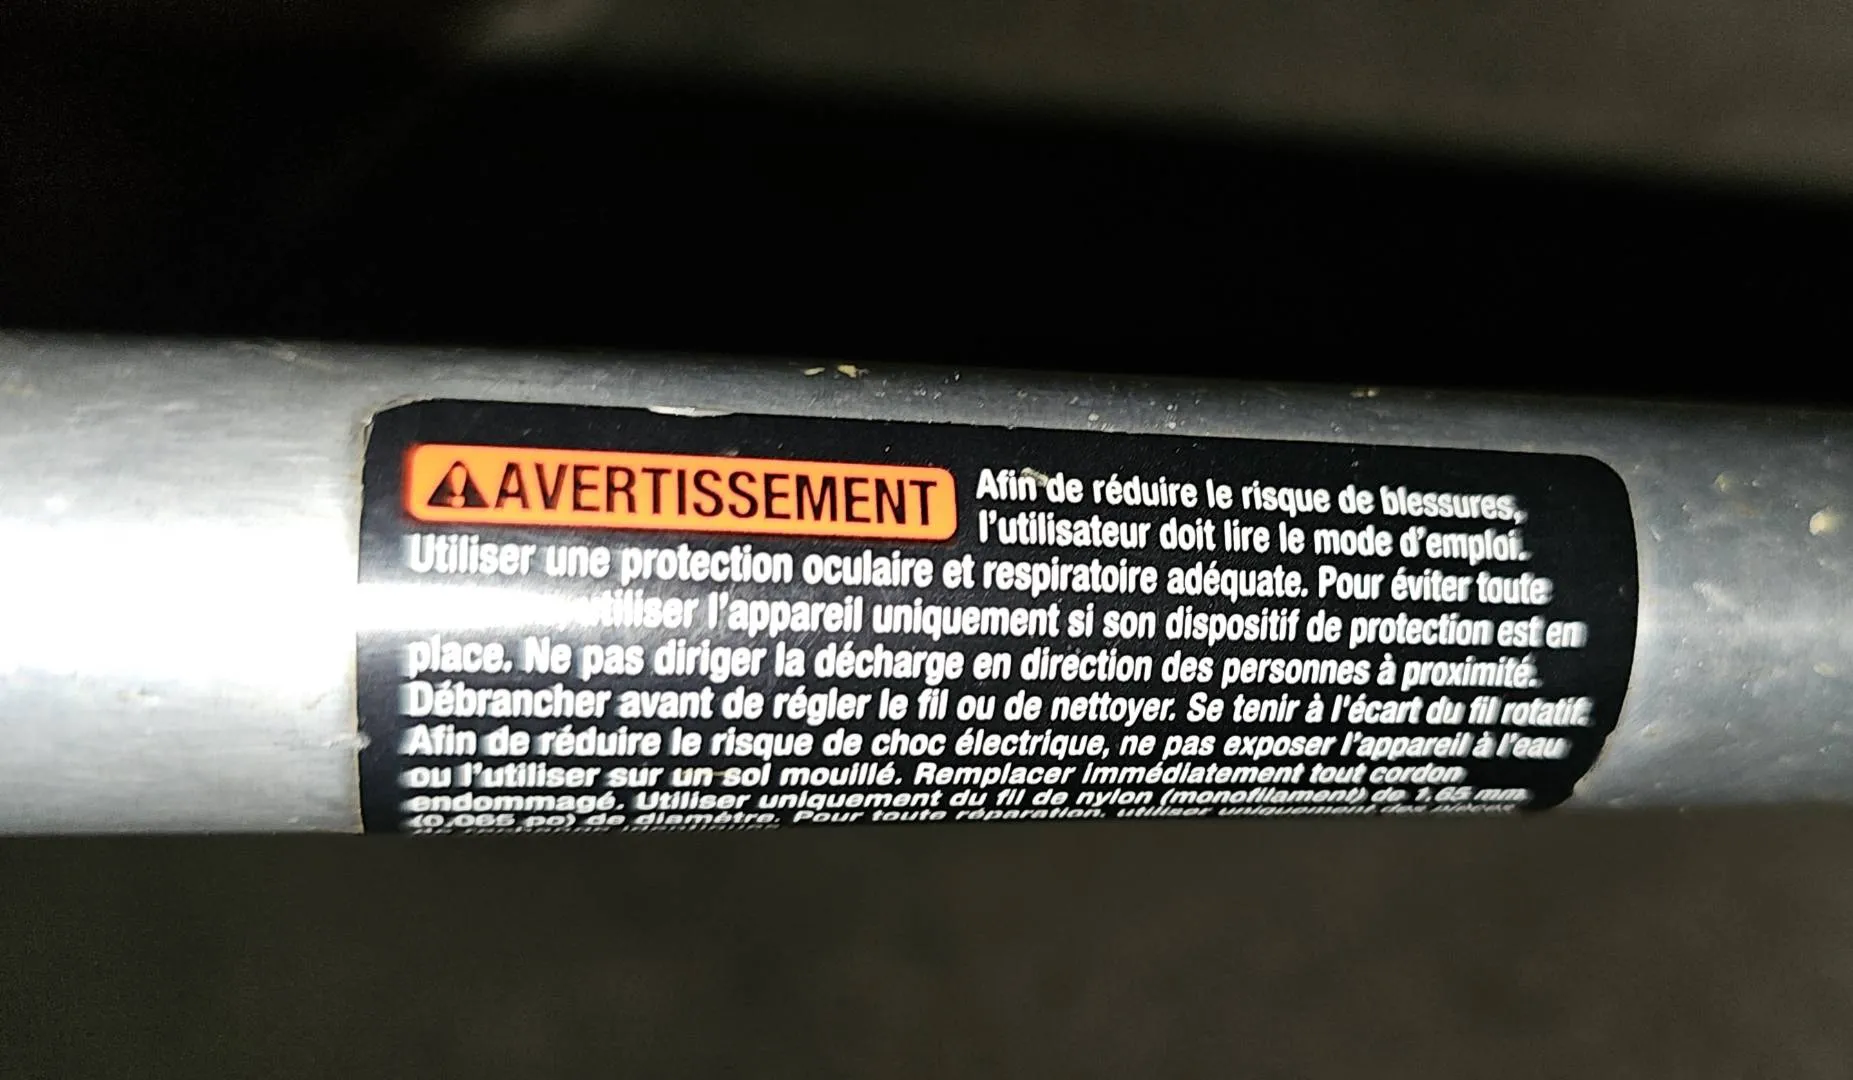 AVERTISSEMENT
Afin de réduire le risque de blessures,
l'utilisateur doit lire le mode d'emploi.
Utiliser une protection oculaire et respiratoire adéquate. Pour éviter toute
utiliser l'appareil uniquement si son dispositif de protection est en
place. Ne pas diriger la décharge en direction des personnes à proximité.
Débrancher avant de régler le fil ou de nettoyer. Se tenir à l'écart du fil rotatif.
Afin de réduire le risque de choc électrique, ne pas exposer l'appareil à l'eau
ou l'utiliser sur un sol mouillé. Remplacer immédiatement tout cordon
endommagé. Utiliser uniquement du fil de nylon (monofilament) de 1,65 mm
(0,065 po) de diamètre. Pour toute réparation, utiliser uniquement des pièces